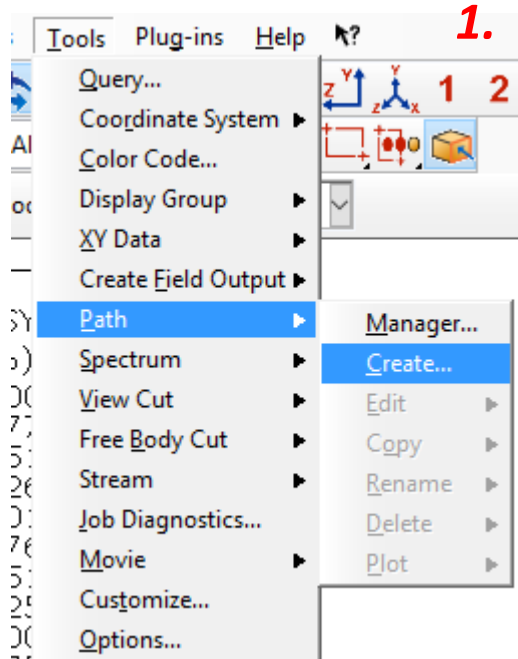 1.
Tools Plug-ins Help
Z Y Y Z X 1 2
Query...
Coordinate System
Color Code...
Display Group
XY Data
Create Field Output
Path
Manager...
Spectrum
Create...
View Cut
Edit
Free Body Cut
Copy
Stream
Rename
Job Diagnostics...
Delete
Movie
Plot
Customize...
Options...